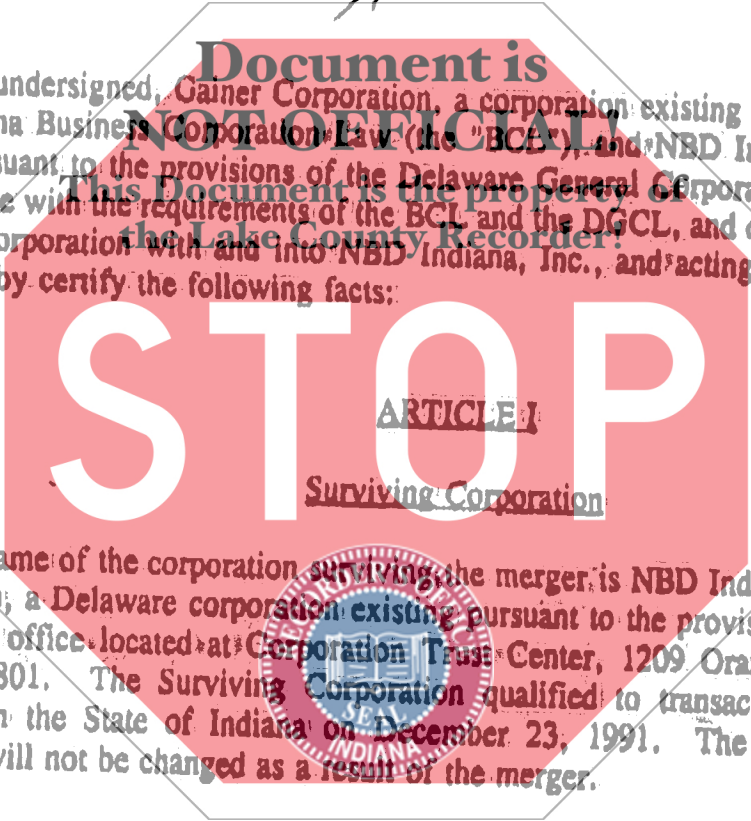 Document is
undersigned, Gainer Corporation, a corporation existing
NOT OFFICIAL!
na Business Corporation Law (the "BCL"), and NBD In
This Document is the property of
suant to the provisions of the Delaware General Corpor
the Lake County Recorder!
e with the requirements of the BCL and the DGCL, and
orporation with and into NBD Indiana, Inc., and acting
by certify the following facts:
STOP
ARTICLE I
Surviving Corporation
ame of the corporation surviving the merger is NBD Ind
, a Delaware corporation existing pursuant to the provis
office located at Corporation Trust Center, 1209 Ora
801. The Surviving Corporation qualified to transac
n the State of Indiana on December 23, 1991. The
will not be changed as a result of the merger.
SEAL
INDIANA